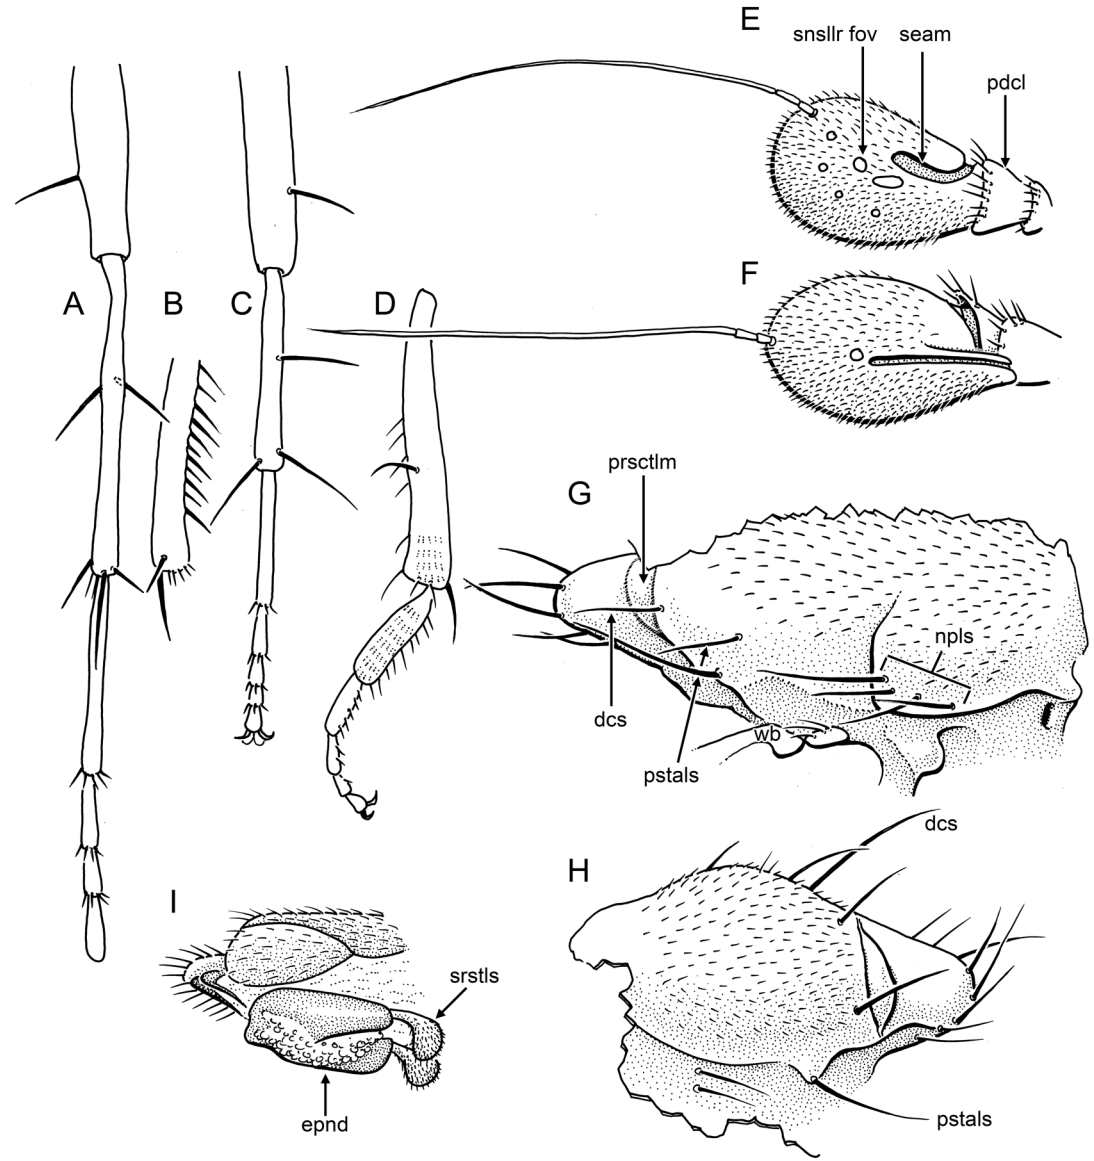 E
snsllr fov seam
pdcl
A B C D F
prsctlm
G
npls
dcs
wb
pstals
dcs
H
I
srstls
epnd
pstals